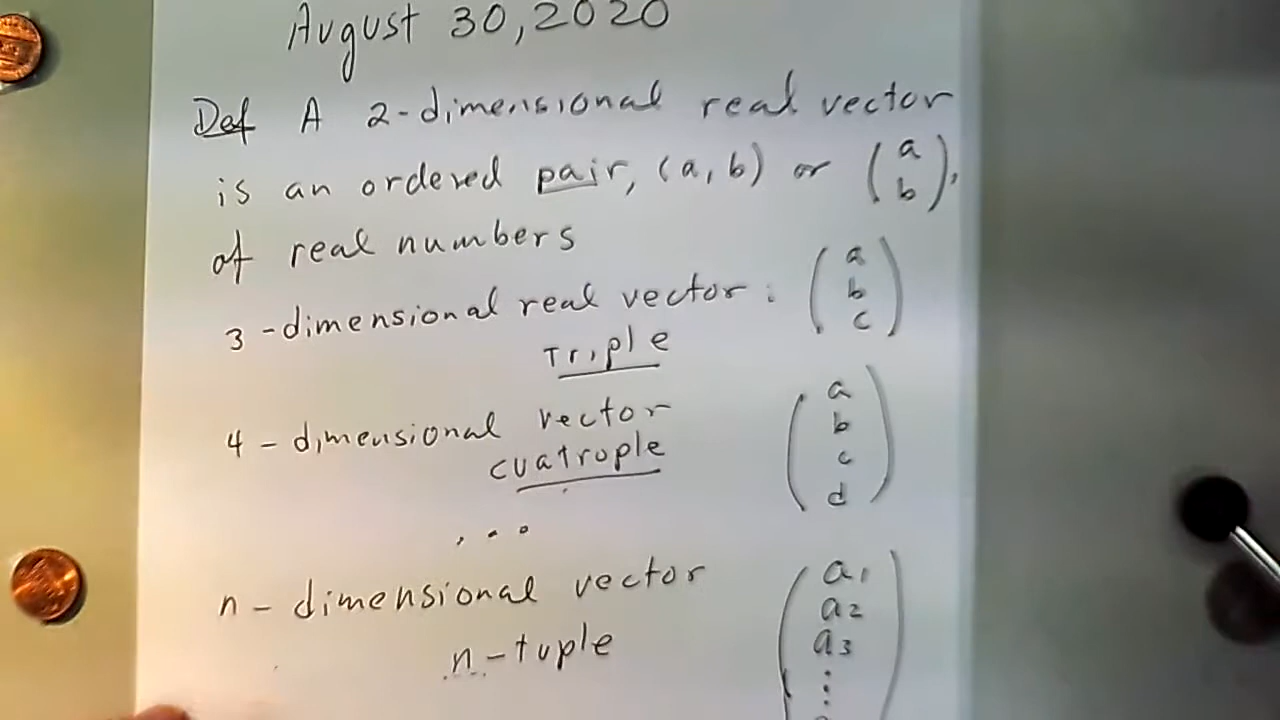 August 30, 2020
Def A 2-dimensional real vector
is an ordered pair, (a, b) or (a b),
of real numbers
3-dimensional real vector: (a b c)
Triple
4-dimensional vector (a b c d)
cuatrople
...
n-dimensional vector (a1 a2 a3 ⋮
n-tuple